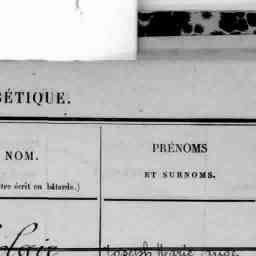 BÉTIQUE.
NOM.
PRÉNOMS
ET SURNOMS.
tre écrit en bâtarde.)